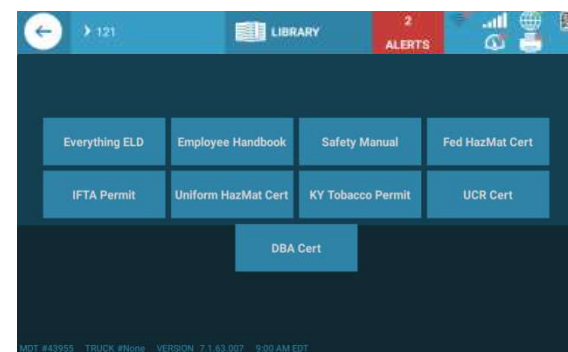 121
LIBRARY
2
ALERTS
Everything ELD
Employee Handbook
Safety Manual
Fed HazMat Cert
IFTA Permit
Uniform HazMat Cert
KY Tobacco Permit
UCR Cert
DBA Cert
MDT #43955 TRUCK #None VERSION 7.1.63.007 9:00 AM EDT